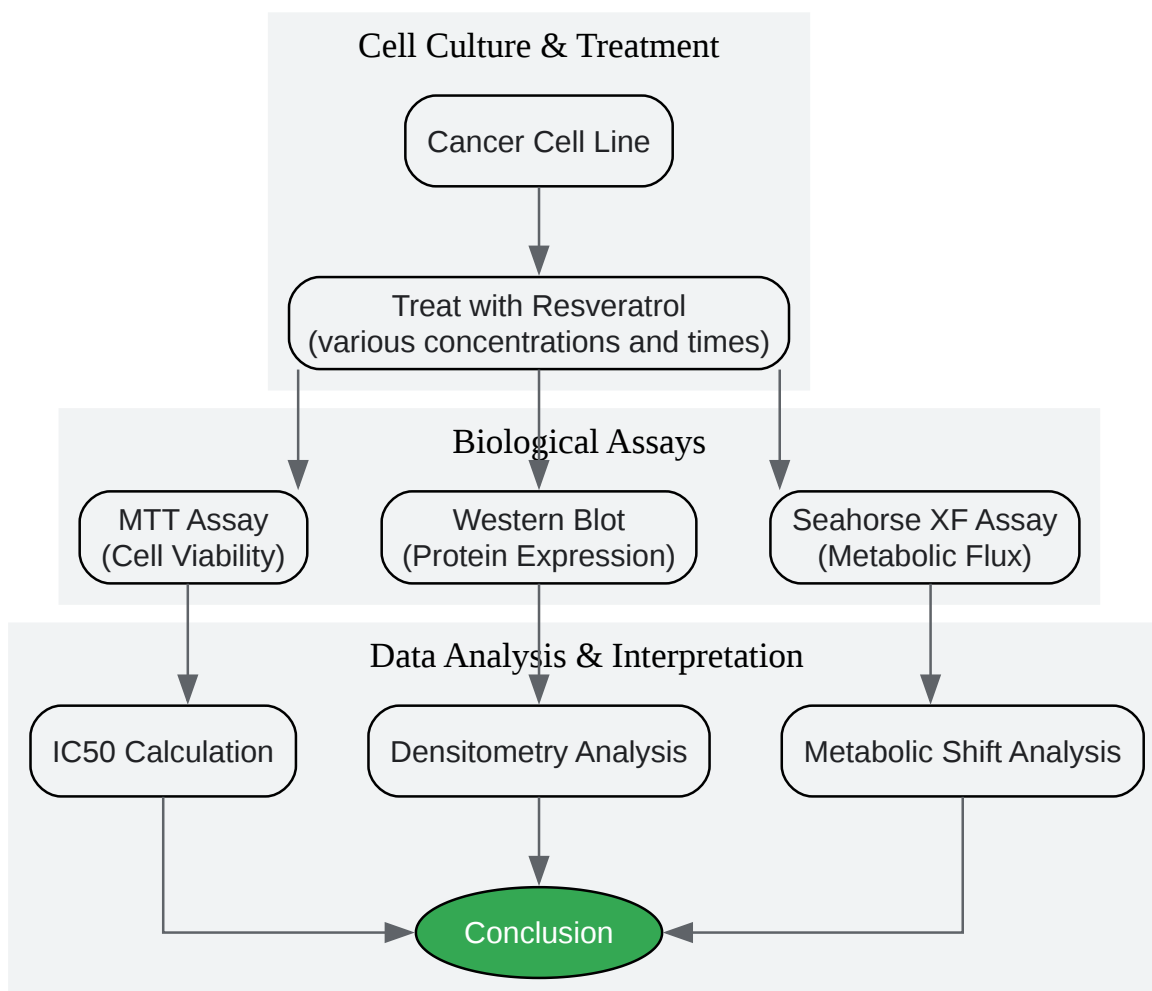 Cell Culture & Treatment
Cancer Cell Line
Treat with Resveratrol
(various concentrations and times)
Biological Assays
MTT Assay
(Cell Viability)
Western Blot
(Protein Expression)
Seahorse XF Assay
(Metabolic Flux)
Data Analysis & Interpretation
IC50 Calculation
Densitometry Analysis
Metabolic Shift Analysis
Conclusion